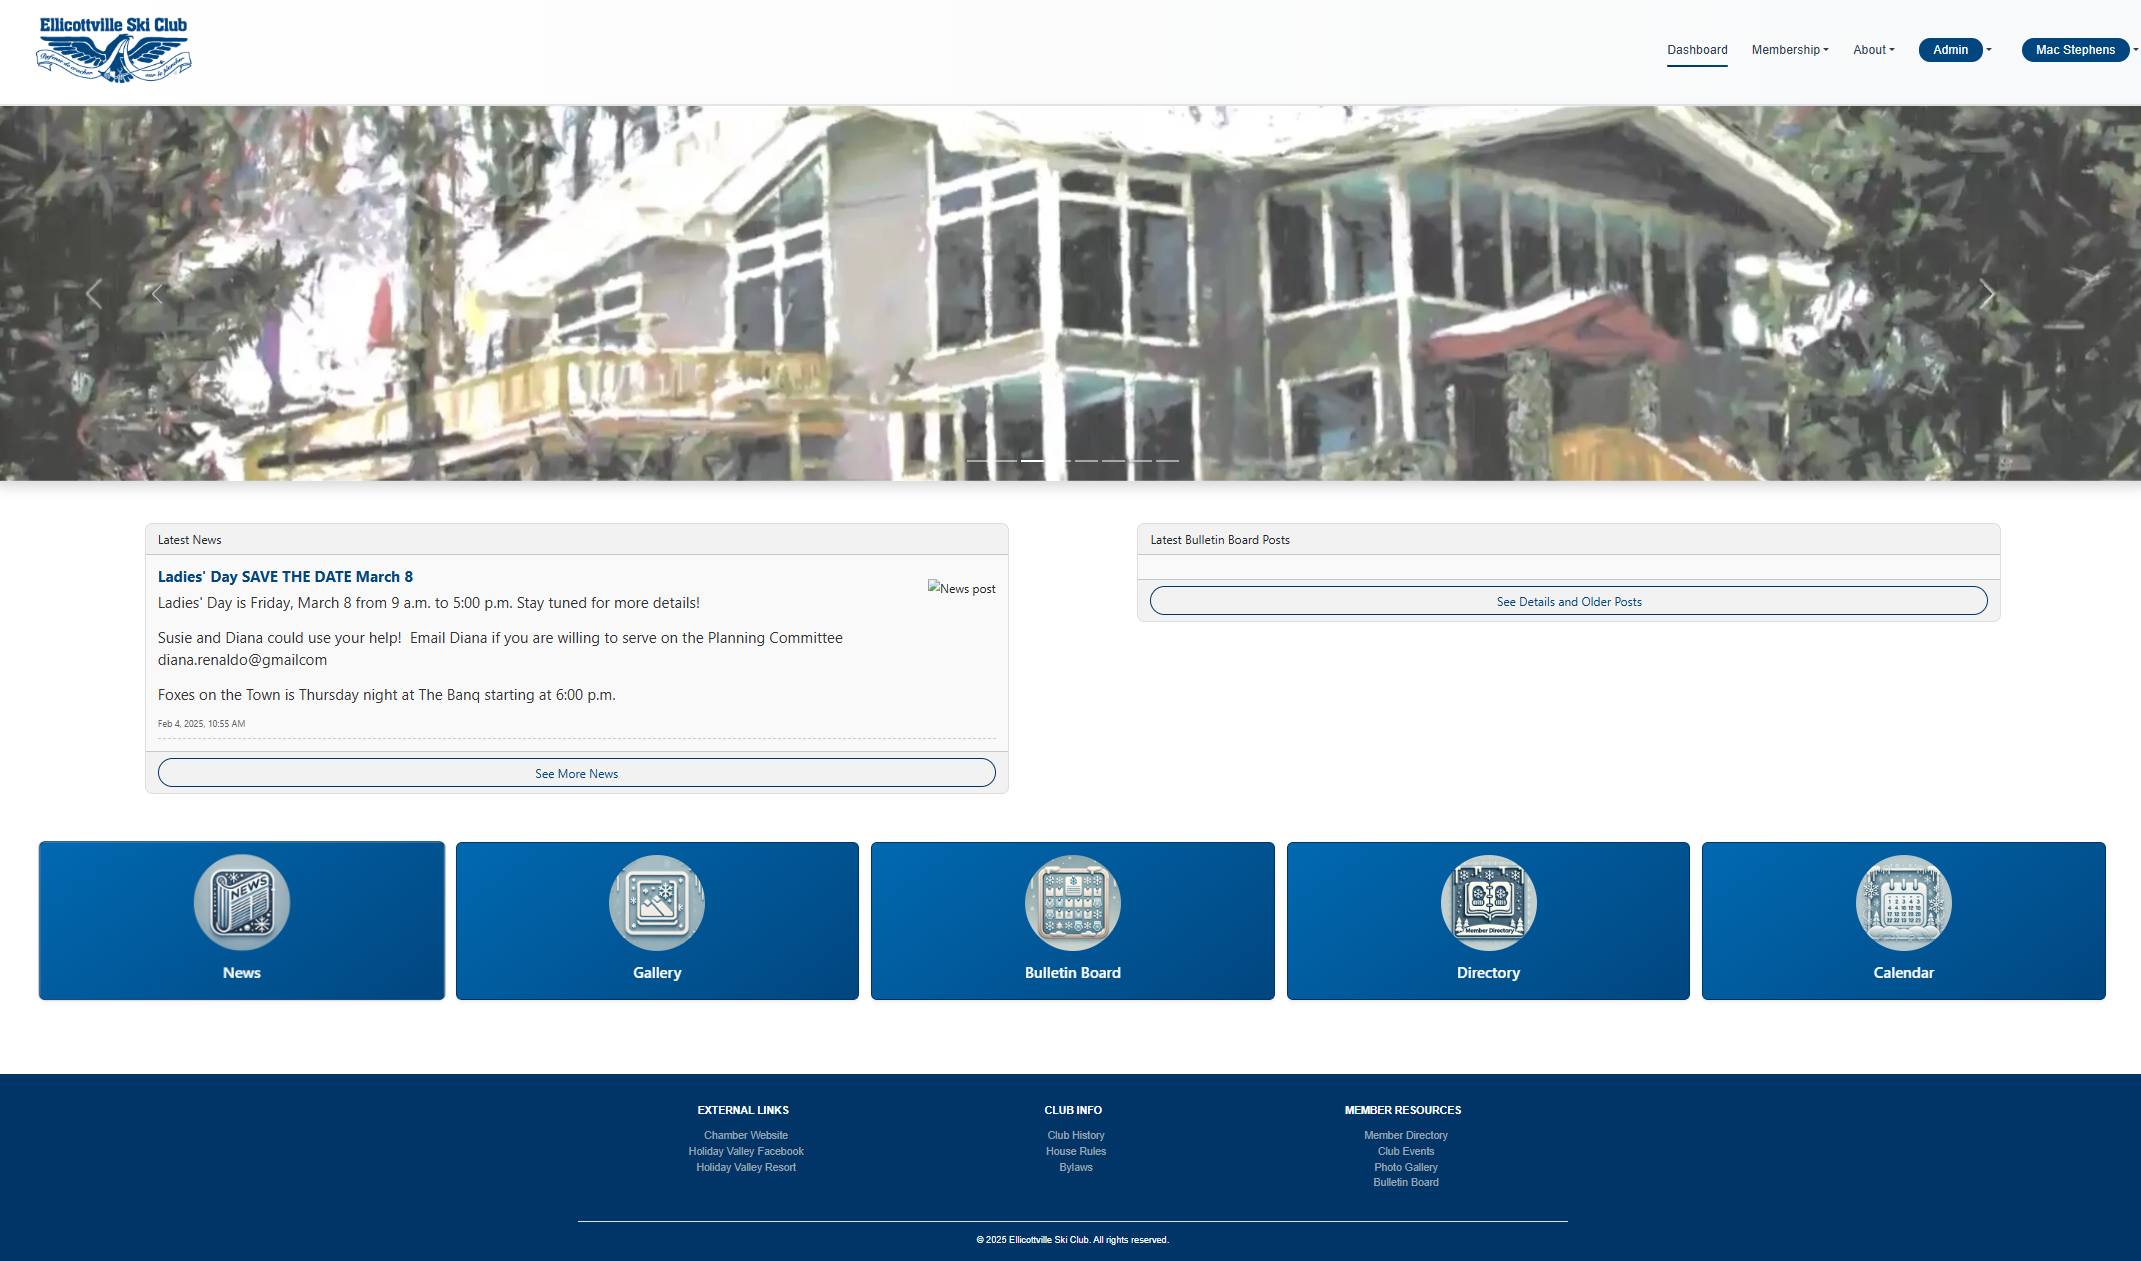 Ellicottville Ski Club
Dashboard
Membership
About
Admin
Mac Stephens
Latest News
Ladies' Day SAVE THE DATE March 8
News post
Ladies' Day is Friday, March 8 from 9 a.m. to 5:00 p.m. Stay tuned for more details!
Susie and Diana could use your help!  Email Diana if you are willing to serve on the Planning Committee
diana.renaldo@gmailcom
Foxes on the Town is Thursday night at The Banq starting at 6:00 p.m.
Feb 4, 2025, 10:55 AM
See More News
Latest Bulletin Board Posts
See Details and Older Posts
NEWS
News
Gallery
Bulletin Board
Member Directory
Directory
Calendar
EXTERNAL LINKS
Chamber Website
Holiday Valley Facebook
Holiday Valley Resort
CLUB INFO
Club History
House Rules
Bylaws
MEMBER RESOURCES
Member Directory
Club Events
Photo Gallery
Bulletin Board
© 2025 Ellicottville Ski Club. All rights reserved.